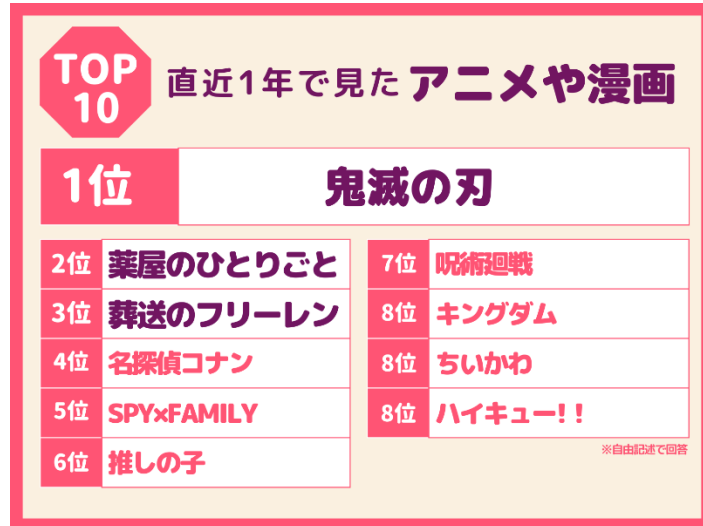 TOP
10
直近1年で見たアニメや漫画
1位 鬼滅の刃
2位 薬屋のひとりごと
3位 葬送のフリーレン
4位 名探偵コナン
5位 SPY×FAMILY
6位 推しの子
7位 呪術廻戦
8位 キングダム
8位 ちいかわ
8位 ハイキュー!!
※自由記述で回答